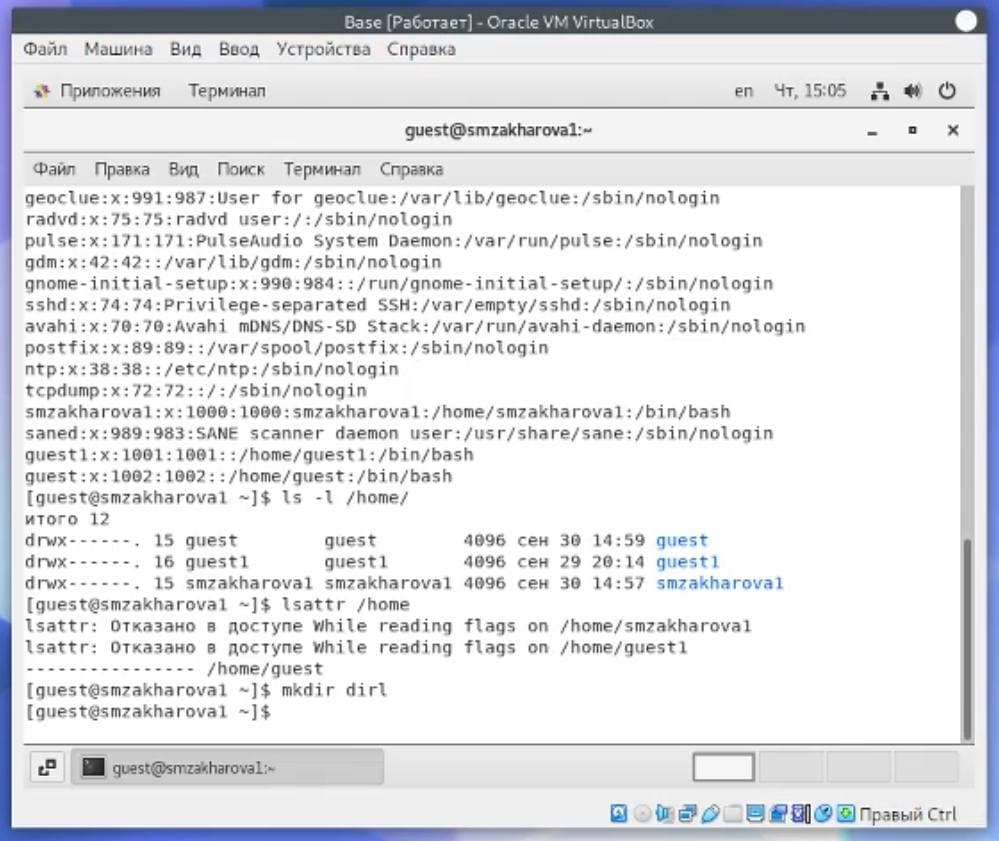 Base [Работает] - Oracle VM VirtualBox
Файл Машина Вид Ввод Устройства Справка
Приложения Терминал en Чт, 15:05
guest@smzakharova1:~
Файл Правка Вид Поиск Терминал Справка
geoclue:x:991:987:User for geoclue:/var/lib/geoclue:/sbin/nologin
radvd:x:75:75:radvd user:/:/sbin/nologin
pulse:x:171:171:PulseAudio System Daemon:/var/run/pulse:/sbin/nologin
gdm:x:42:42::/var/lib/gdm:/sbin/nologin
gnome-initial-setup:x:990:984::/run/gnome-initial-setup/:/sbin/nologin
sshd:x:74:74:Privilege-separated SSH:/var/empty/sshd:/sbin/nologin
avahi:x:70:70:Avahi mDNS/DNS-SD Stack:/var/run/avahi-daemon:/sbin/nologin
postfix:x:89:89::/var/spool/postfix:/sbin/nologin
ntp:x:38:38::/etc/ntp:/sbin/nologin
tcpdump:x:72:72::/:/sbin/nologin
smzakharova1:x:1000:1000:smzakharova1:/home/smzakharova1:/bin/bash
saned:x:989:983:SANE scanner daemon user:/usr/share/sane:/sbin/nologin
guest1:x:1001:1001::/home/guest1:/bin/bash
guest:x:1002:1002::/home/guest:/bin/bash
[guest@smzakharova1 ~]$ ls -l /home/
итого 12
drwx------. 15 guest guest 4096 сен 30 14:59 guest
drwx------. 16 guest1 guest1 4096 сен 29 20:14 guest1
drwx------. 15 smzakharova1 smzakharova1 4096 сен 30 14:57 smzakharova1
[guest@smzakharova1 ~]$ lsattr /home
lsattr: Отказано в доступе While reading flags on /home/smzakharova1
lsattr: Отказано в доступе While reading flags on /home/guest1
---------------- /home/guest
[guest@smzakharova1 ~]$ mkdir dirl
[guest@smzakharova1 ~]$
guest@smzakharova1:~
Правый Ctrl